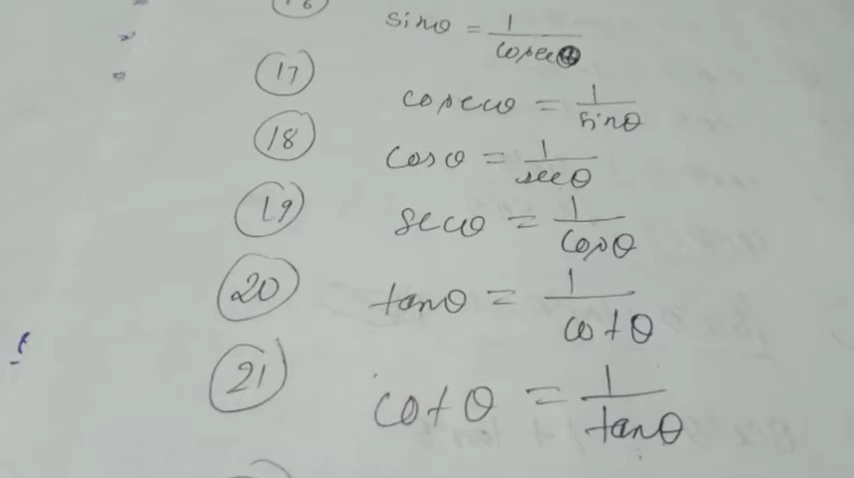 16 sinθ = 1/cosecθ
17 cosecθ = 1/sinθ
18 cosθ = 1/secθ
19 secθ = 1/cosθ
20 tanθ = 1/cotθ
21 cotθ = 1/tanθ